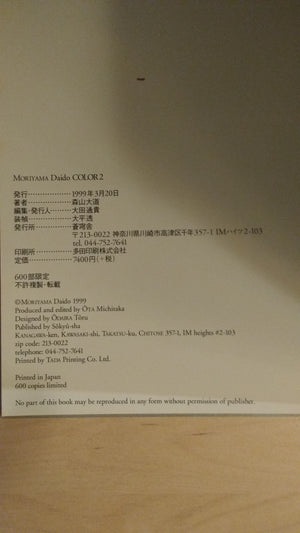 MORIYAMA Daido COLOR 2
発行………………1999年3月20日
著者………………森山大道
編集・発行人………大田通貴
装幀………………大平透
発行所……………蒼穹舎
〒213-0022 神奈川県川崎市高津区千年357-1 IMハイツ2-103
tel. 044-752-7641
印刷所……………多田印刷株式会社
定価………………7400円(+税)
600部限定
不許複製・転載
©MORIYAMA Daido 1999
Produced and edited by ŌTA Michitaka
Designed by ŌDAIRA Tōru
Published by Sōkyū-sha
KANAGAWA-ken, KAWASAKI-shi, TAKATSU-ku, CHITOSE 357-1, IM heights #2-103
zip code: 213-0022
telephone: 044-752-7641
Printed by TADA Printing Co. Ltd.
Printed in Japan
600 copies limited
No part of this book may be reproduced in any form without permission of publisher.